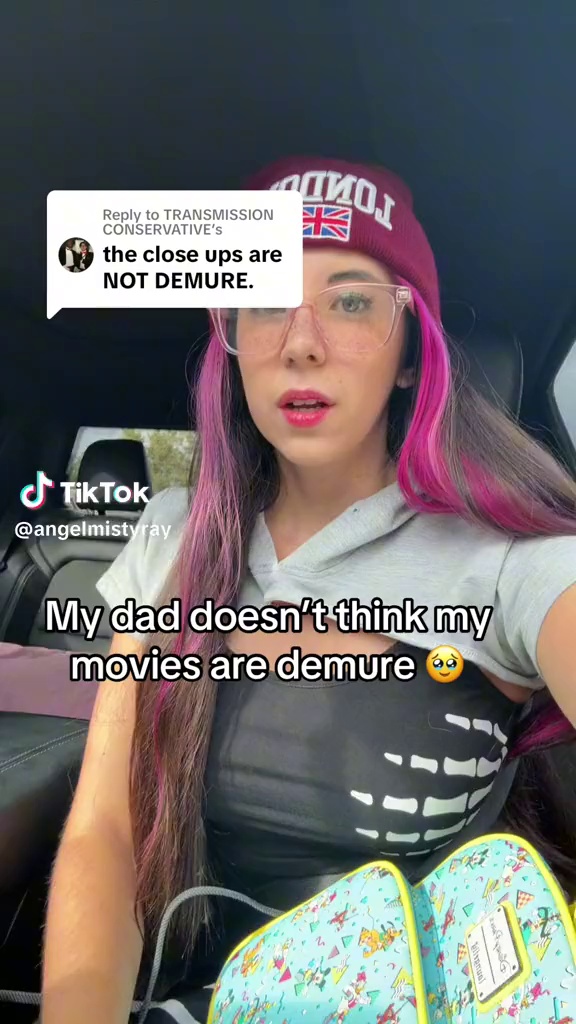 LONDON
Reply to TRANSMISSION
CONSERVATIVE's
the close ups are
NOT DEMURE.
TikTok
@angelmistyray
My dad doesn't think my
movies are demure 🥹